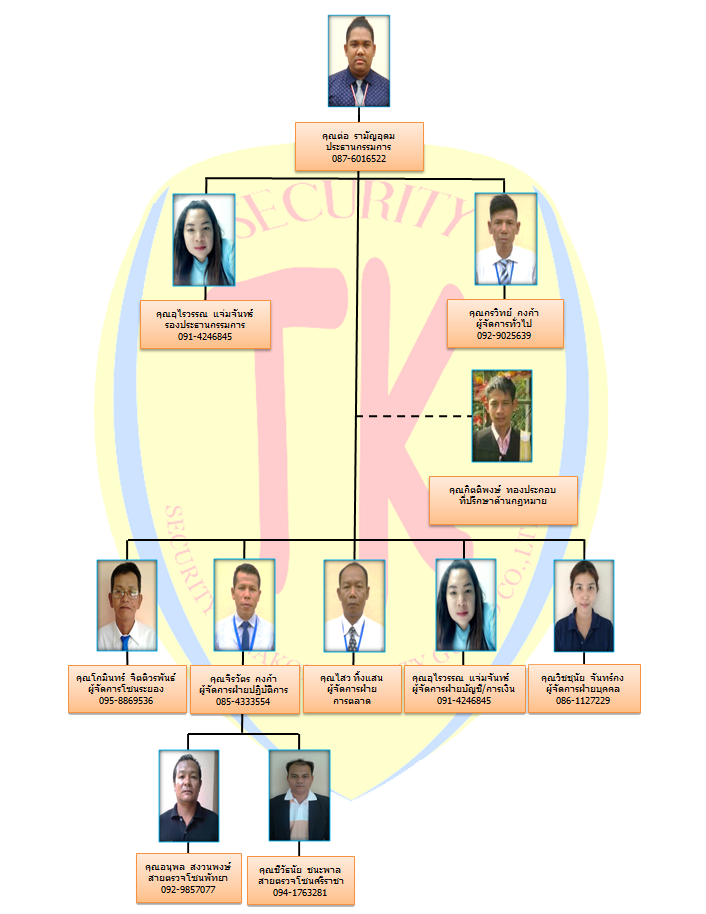 คุณต่อ รามัญอุดม
ประธานกรรมการ
087-6016522
SECURITY
คุณอุไรวรรณ แจ่มจันทร์
รองประธานกรรมการ
091-4246845
คุณกรวิทย์ คงคำ
ผู้จัดการทั่วไป
092-9025639
TK
คุณกิตติพงษ์ ทองประกอบ
ที่ปรึกษาด้านกฎหมาย
SECURITY
CO.,LT
คุณโกมินทร์ จิตติวรพันธ์
ผู้จัดการโซนระยอง
095-8869536
คุณจิรวัตร คงคำ
ผู้จัดการฝ่ายปฏิบัติการ
085-4333554
คุณไสว ทิ้งแสน
ผู้จัดการฝ่าย
การตลาด
คุณอุไรวรรณ แจ่มจันทร์
ผู้จัดการฝ่ายบัญชี/การเงิน
091-4246845
คุณวิชชุนัย จันทร์คง
ผู้จัดการฝ่ายบุคคล
086-1127229
คุณอนุพล สงวนพงษ์
สายตรวจโซนพัทยา
092-9857077
คุณชีวัธนัย ชนะพาล
สายตรวจโซนศรีราชา
094-1763281